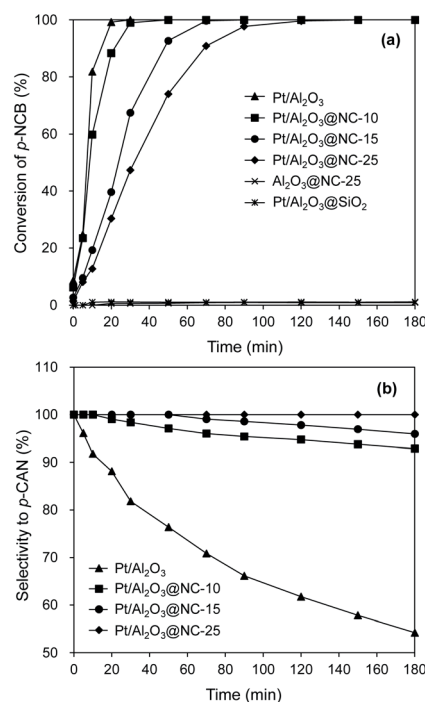 100
80
60
40
20
0
Conversion of p-NCB (%)
(a)
Pt/Al₂O₃
Pt/Al₂O₃@NC-10
Pt/Al₂O₃@NC-15
Pt/Al₂O₃@NC-25
Al₂O₃@NC-25
Pt/Al₂O₃@SiO₂
0 20 40 60 80 100 120 140 160 180
Time (min)
110
100
90
80
70
60
50
Selectivity to p-CAN (%)
(b)
Pt/Al₂O₃
Pt/Al₂O₃@NC-10
Pt/Al₂O₃@NC-15
Pt/Al₂O₃@NC-25
0 20 40 60 80 100 120 140 160 180
Time (min)